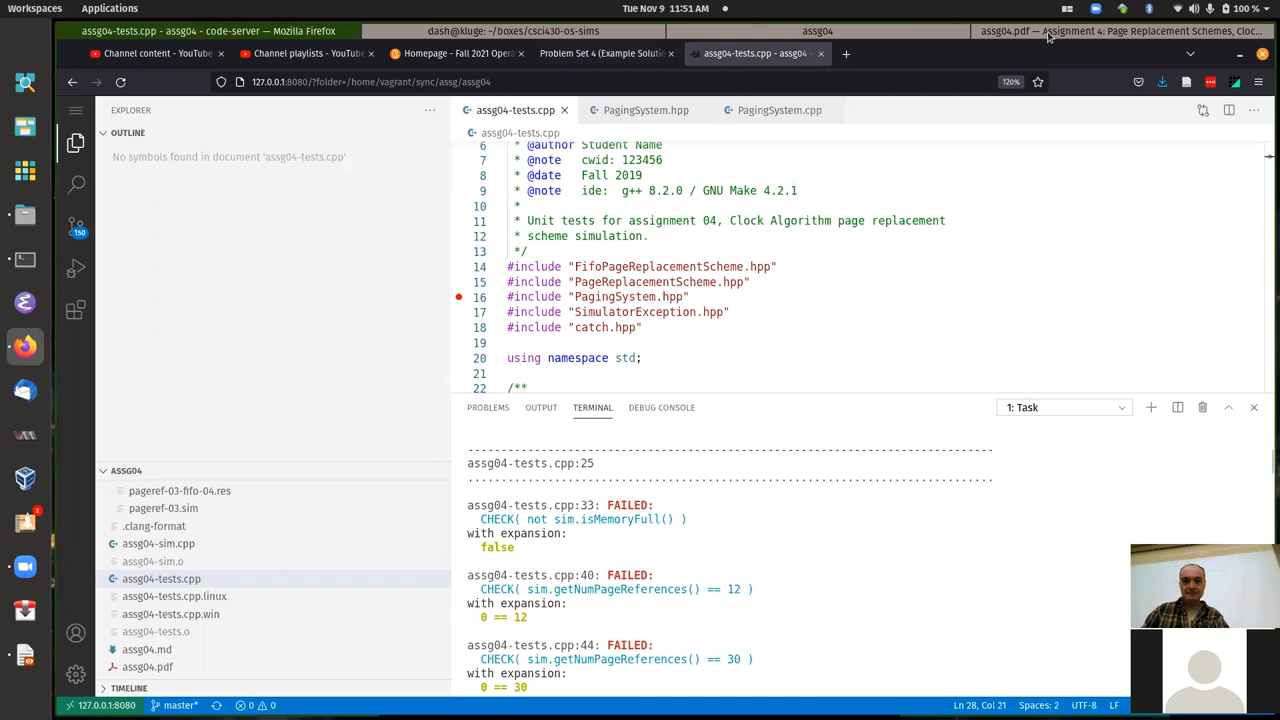 Workspaces Applications Tue Nov 9 11:51 AM 100 %
assg04-tests.cpp - assg04 - code-server — Mozilla Firefox
dash@kluge: ~/boxes/csci430-os-sims
assg04
assg04.pdf — Assignment 4: Page Replacement Schemes, Cloc...
Channel content - YouTube
Channel playlists - YouTube
Homepage - Fall 2021 Opera
Problem Set 4 (Example Soluti
assg04-tests.cpp - assg04 -
127.0.0.1:8080/?folder=/home/vagrant/sync/assg/assg04
120%
EXPLORER
OUTLINE
No symbols found in document 'assg04-tests.cpp'
150
ASSG04
pageref-03-fifo-04.res
pageref-03.sim
.clang-format
assg04-sim.cpp
assg04-sim.o
assg04-tests.cpp
assg04-tests.cpp.linux
assg04-tests.cpp.win
assg04-tests.o
assg04.md
assg04.pdf
TIMELINE
2
assg04-tests.cpp
PagingSystem.hpp
PagingSystem.cpp
assg04-tests.cpp
6 * @author Student Name
7 * @note cwid: 123456
8 * @date Fall 2019
9 * @note ide: g++ 8.2.0 / GNU Make 4.2.1
10 *
11 * Unit tests for assignment 04, Clock Algorithm page replacement
12 * scheme simulation.
13 */
14 #include "FifoPageReplacementScheme.hpp"
15 #include "PageReplacementScheme.hpp"
16 #include "PagingSystem.hpp"
17 #include "SimulatorException.hpp"
18 #include "catch.hpp"
19
20 using namespace std;
21
22 /**
PROBLEMS OUTPUT TERMINAL DEBUG CONSOLE 1: Task
-------------------------------------------------------------------------------
assg04-tests.cpp:25
...............................................................................
assg04-tests.cpp:33: FAILED:
CHECK( not sim.isMemoryFull() )
with expansion:
false
assg04-tests.cpp:40: FAILED:
CHECK( sim.getNumPageReferences() == 12 )
with expansion:
0 == 12
assg04-tests.cpp:44: FAILED:
CHECK( sim.getNumPageReferences() == 30 )
with expansion:
0 == 30
127.0.0.1:8080 master* 0 0 Ln 28, Col 21 Spaces: 2 UTF-8 LF